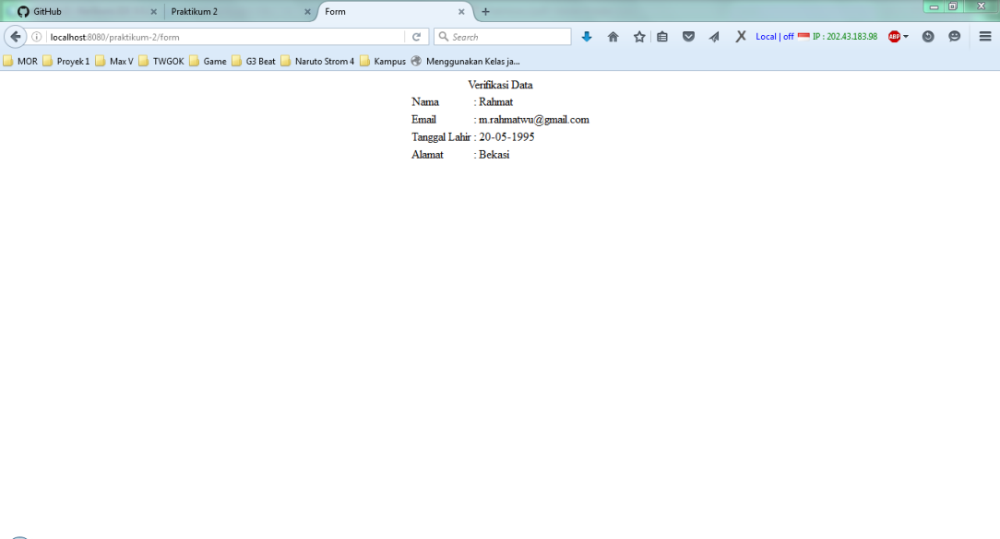 GitHub Praktikum 2 Form
localhost:8080/praktikum-2/form Search Local | off IP : 202.43.183.98 ABP
MOR Proyek 1 Max V TWGOK Game G3 Beat Naruto Strom 4 Kampus Menggunakan Kelas ja...
Verifikasi Data
Nama : Rahmat
Email : m.rahmatwu@gmail.com
Tanggal Lahir : 20-05-1995
Alamat : Bekasi